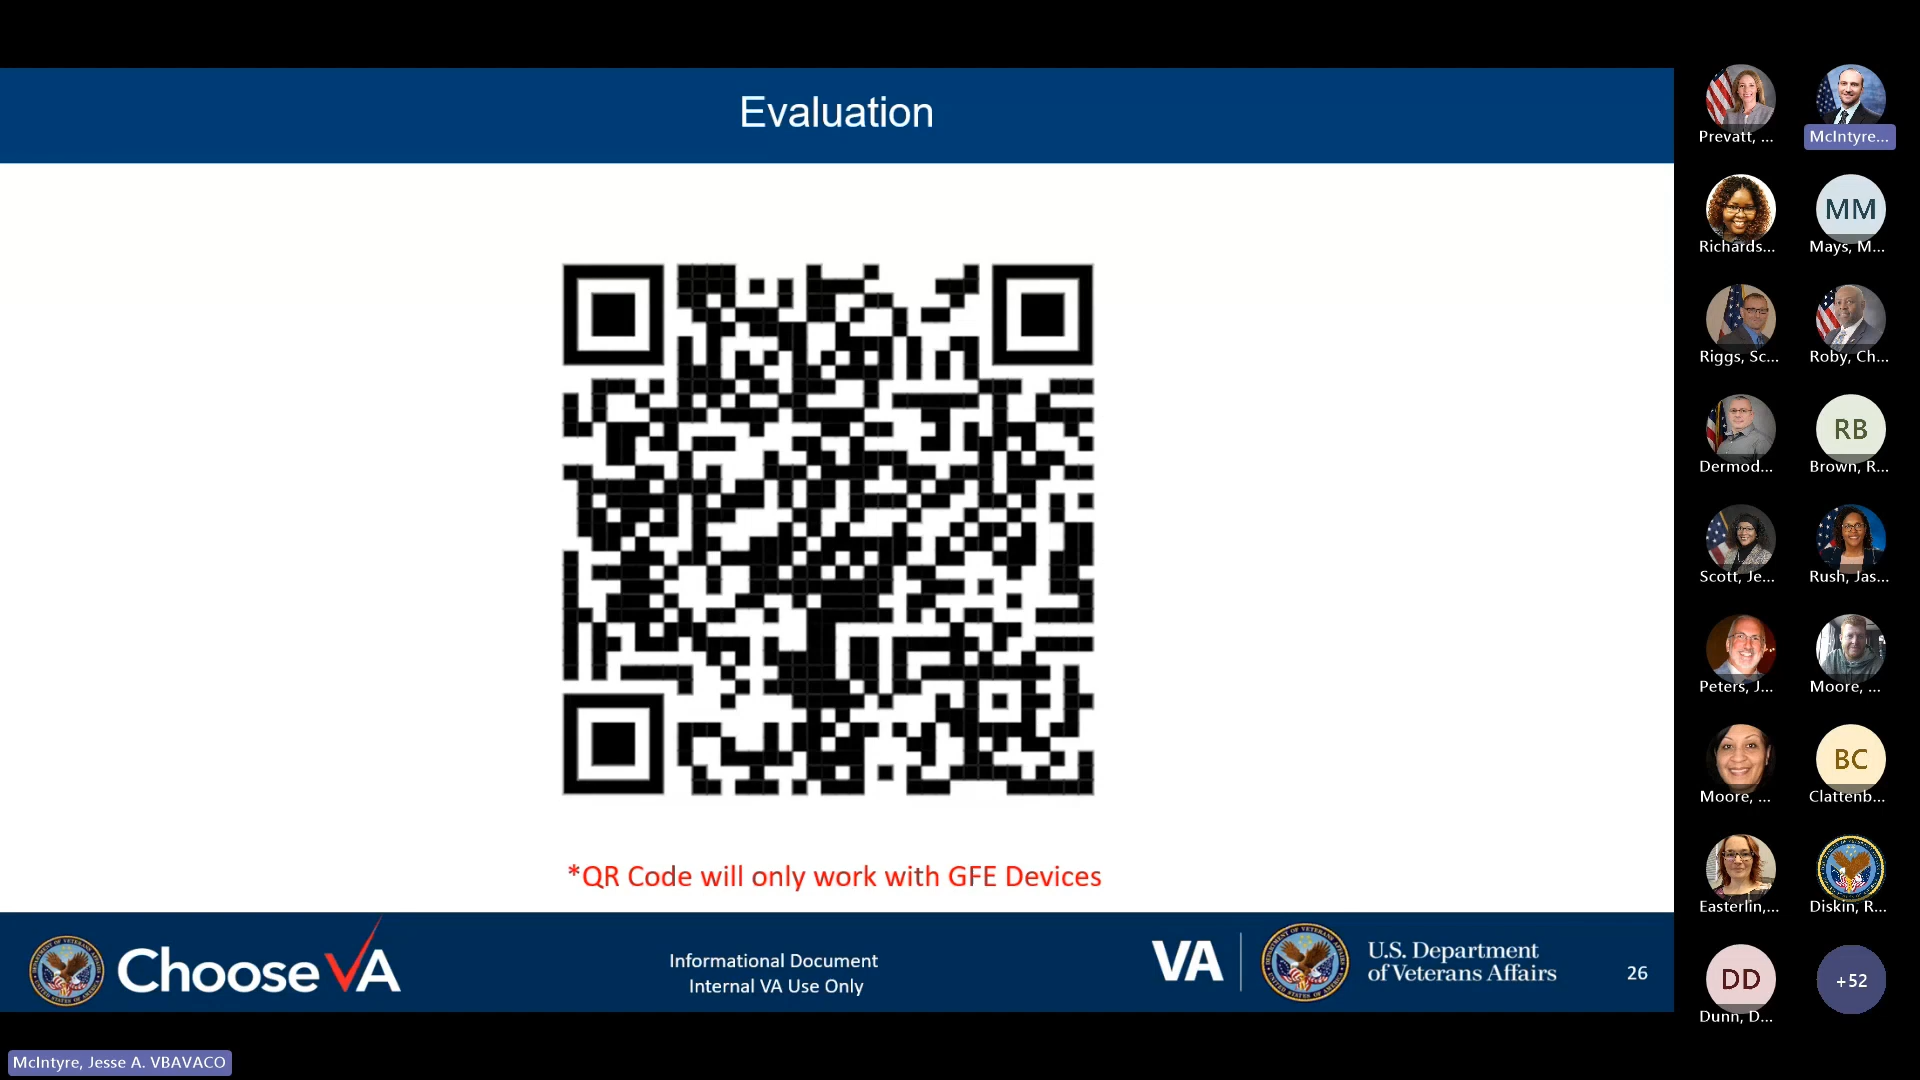 Evaluation
*QR Code will only work with GFE Devices
Choose VA
Informational Document
Internal VA Use Only
VA
U.S. Department
of Veterans Affairs
26
Prevatt, ...
McIntyre...
Richards...
MM
Mays, M...
Riggs, Sc...
Roby, Ch...
Dermod...
RB
Brown, R...
Scott, Je...
Rush, Jas...
Peters, J...
Moore, ...
Moore, ...
BC
Clattenb...
Easterlin,...
Diskin, R...
DD
Dunn, D...
+52
McIntyre, Jesse A. VBAVACO